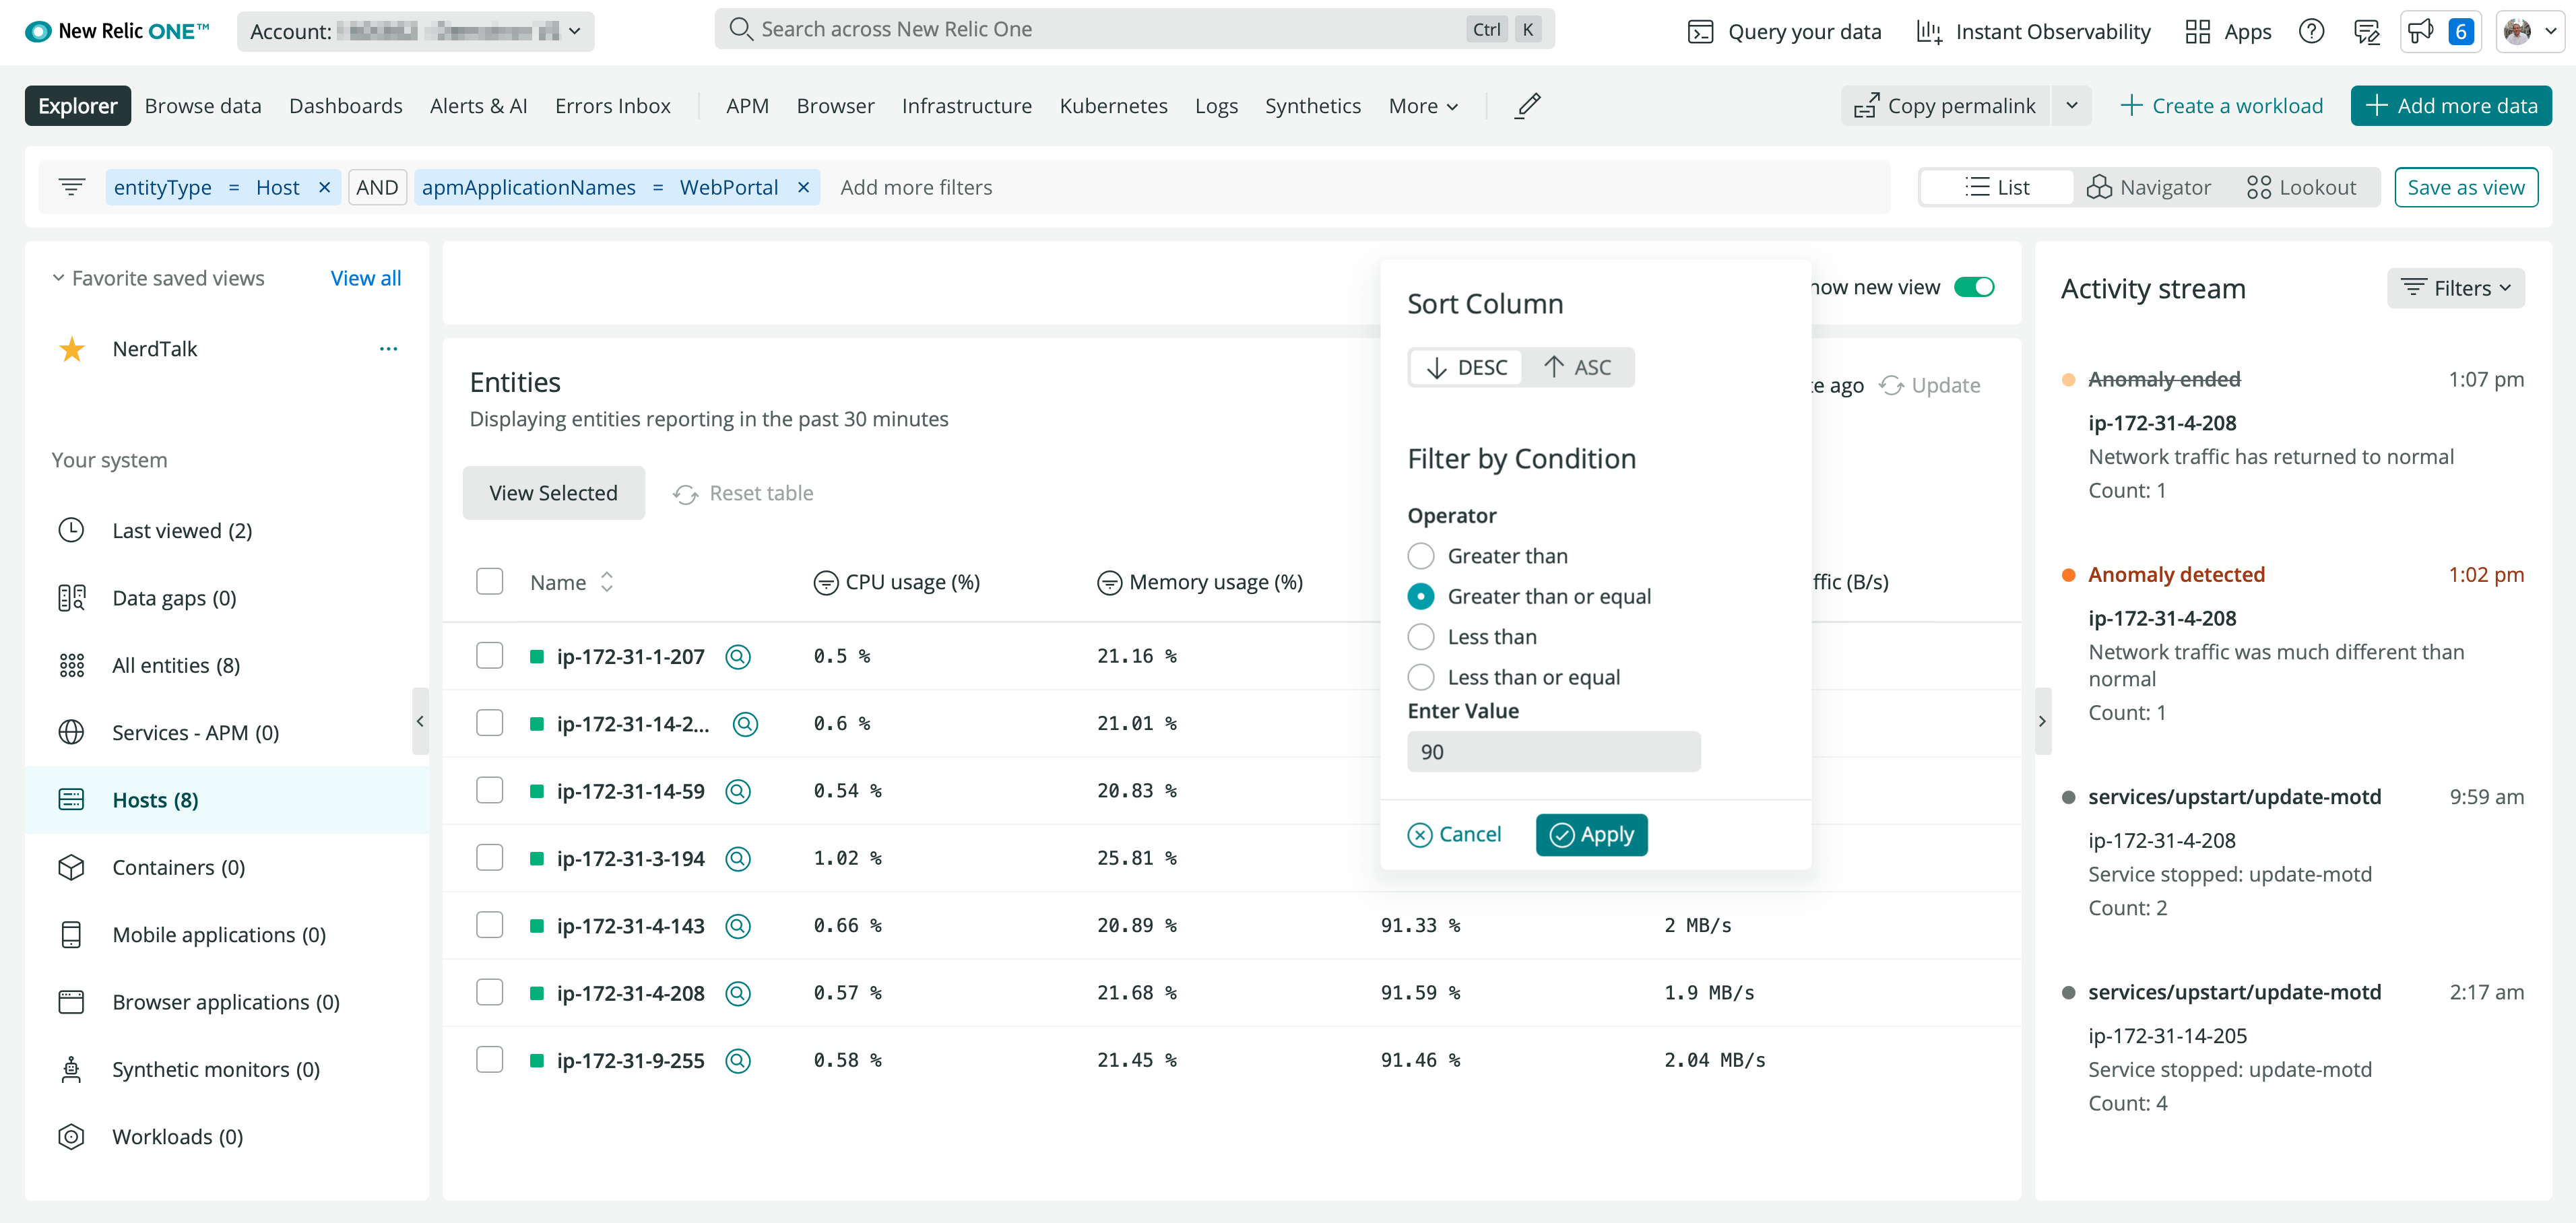 New Relic ONE™
Account:
Search across New Relic One
Ctrl K
Query your data
Instant Observability
Apps
6
Explorer
Browse data
Dashboards
Alerts & AI
Errors Inbox
APM
Browser
Infrastructure
Kubernetes
Logs
Synthetics
More
Copy permalink
Create a workload
Add more data
entityType = Host × AND apmApplicationNames = WebPortal × Add more filters
List
Navigator
Lookout
Save as view
Favorite saved views
View all
NerdTalk
...
Your system
Last viewed (2)
Data gaps (0)
All entities (8)
Services - APM (0)
Hosts (8)
Containers (0)
Mobile applications (0)
Browser applications (0)
Synthetic monitors (0)
Workloads (0)
new view
Entities
Displaying entities reporting in the past 30 minutes
ago
Update
View Selected
Reset table
Name
CPU usage (%)
Memory usage (%)
(B/s)
ip-172-31-1-207 0.5 % 21.16 %
ip-172-31-14-2... 0.6 % 21.01 %
ip-172-31-14-59 0.54 % 20.83 %
ip-172-31-3-194 1.02 % 25.81 %
ip-172-31-4-143 0.66 % 20.89 % 91.33 % 2 MB/s
ip-172-31-4-208 0.57 % 21.68 % 91.59 % 1.9 MB/s
ip-172-31-9-255 0.58 % 21.45 % 91.46 % 2.04 MB/s
Sort Column
DESC
ASC
Filter by Condition
Operator
Greater than
Greater than or equal
Less than
Less than or equal
Enter Value
90
Cancel
Apply
Activity stream
Filters
Anomaly ended 1:07 pm
ip-172-31-4-208
Network traffic has returned to normal
Count: 1
Anomaly detected 1:02 pm
ip-172-31-4-208
Network traffic was much different than
normal
Count: 1
services/upstart/update-motd 9:59 am
ip-172-31-4-208
Service stopped: update-motd
Count: 2
services/upstart/update-motd 2:17 am
ip-172-31-14-205
Service stopped: update-motd
Count: 4